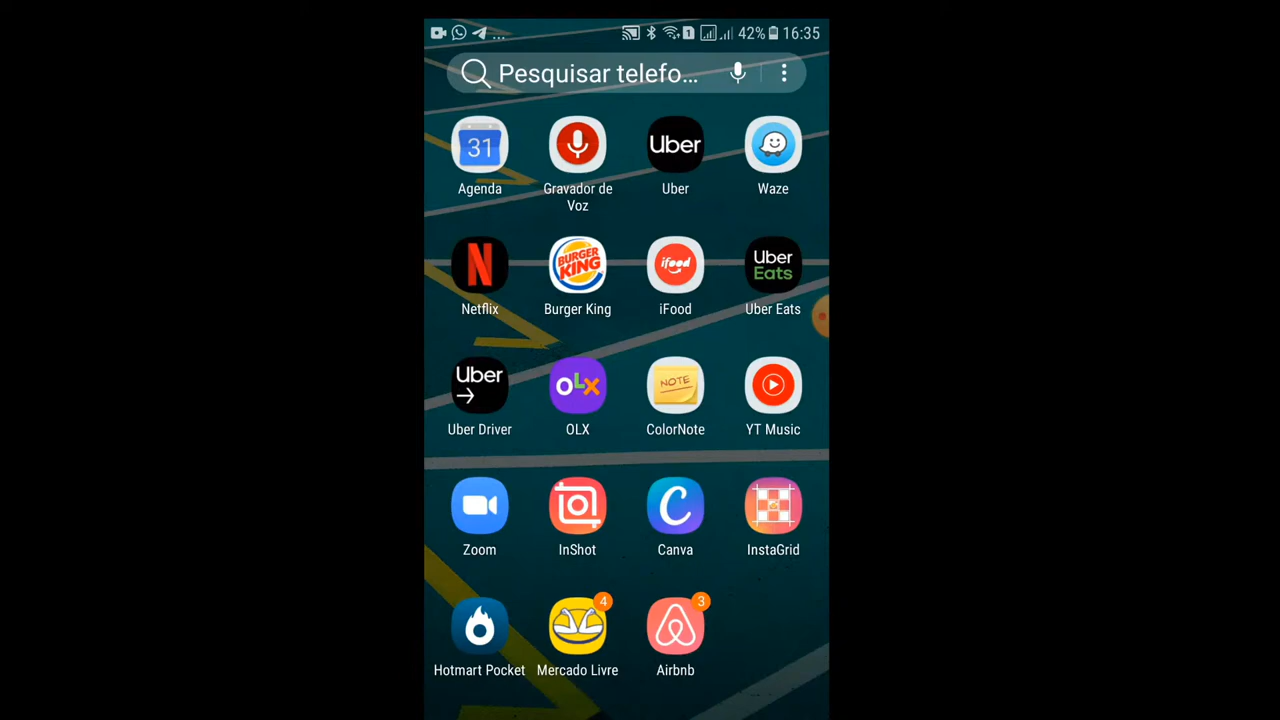 ... 1 42% 16:35
Pesquisar telefo...
31 Uber
Agenda Gravador de Voz Uber Waze
N BURGER KING ifood Uber Eats
Netflix Burger King iFood Uber Eats
Uber OLX NOTE
Uber Driver OLX ColorNote YT Music
C
Zoom InShot Canva InstaGrid
4 3
Hotmart Pocket Mercado Livre Airbnb